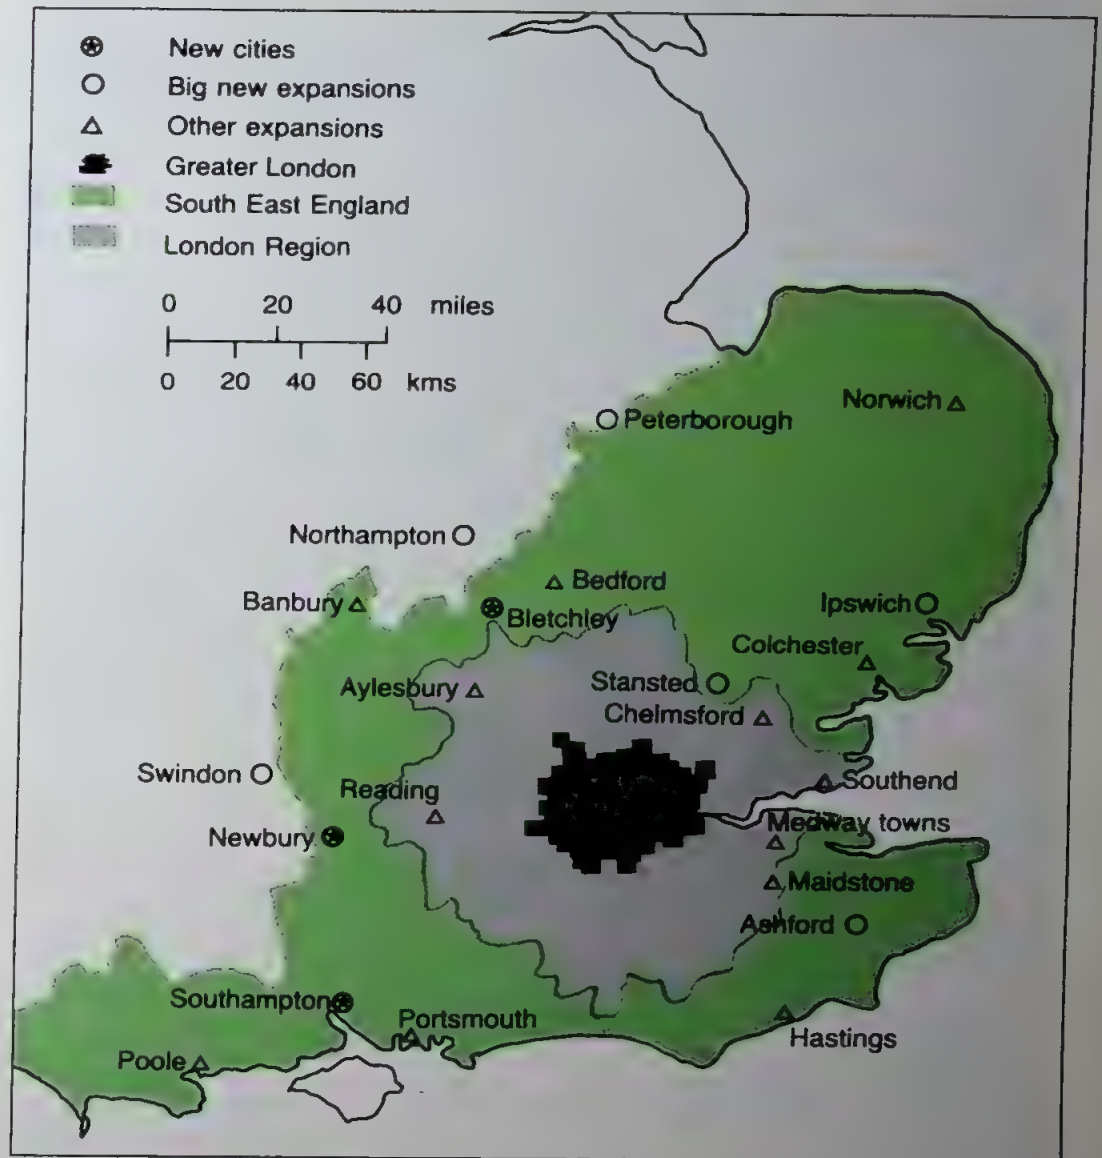 New cities
Big new expansions
Other expansions
Greater London
South East England
London Region
0 20 40 miles
0 20 40 60 kms
Norwich
Peterborough
Northampton
Bedford
Banbury
Bletchley
Ipswich
Colchester
Aylesbury
Stansted
Chelmsford
Swindon
Reading
Southend
Newbury
Medway towns
Maidstone
Ashford
Southampton
Portsmouth
Hastings
Poole